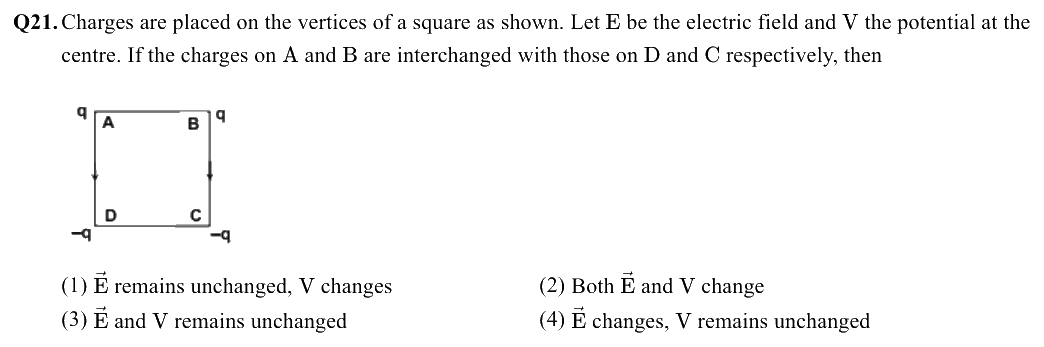 Q21. Charges are placed on the vertices of a square as shown. Let E be the electric field and V the potential at the
centre. If the charges on A and B are interchanged with those on D and C respectively, then
q A B q
D C
-q -q
(1) E⃗ remains unchanged, V changes (2) Both E⃗ and V change
(3) E⃗ and V remains unchanged (4) E⃗ changes, V remains unchanged